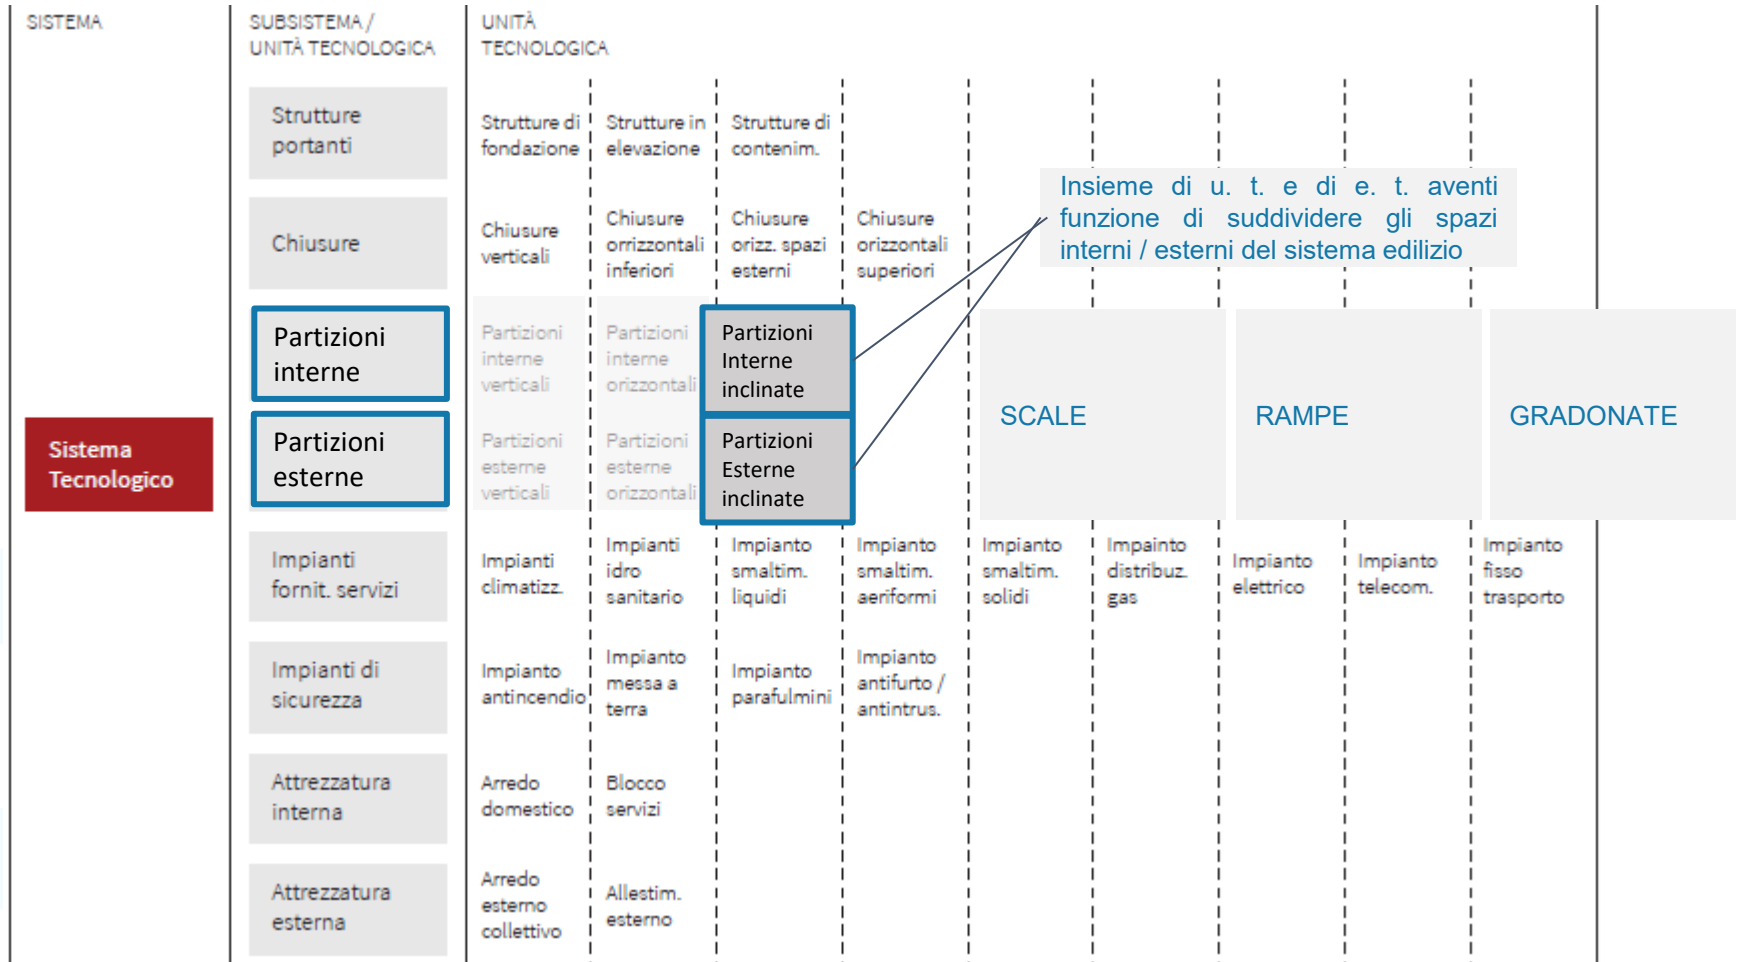 SISTEMA
SUBSISTEMA /
UNITÀ TECNOLOGICA
UNITÀ
TECNOLOGICA
Strutture
portanti
Strutture di
fondazione
Strutture in
elevazione
Strutture di
contenim.
Insieme di u. t. e di e. t. aventi
funzione di suddividere gli spazi
interni / esterni del sistema edilizio
Chiusure
Chiusure
verticali
Chiusure
orrizzontali
inferiori
Chiusure
orizz. spazi
esterni
Chiusure
orizzontali
superiori
Partizioni
interne
Partizioni
interne
verticali
Partizioni
interne
orizzontali
Partizioni
Interne
inclinate
SCALE
RAMPE
GRADONATE
Sistema
Tecnologico
Partizioni
esterne
Partizioni
esterne
verticali
Partizioni
esterne
orizzontali
Partizioni
Esterne
inclinate
Impianti
fornit. servizi
Impianti
climatizz.
Impianti
idro
sanitario
Impianto
smaltim.
liquidi
Impianto
smaltim.
aeriformi
Impianto
smaltim.
solidi
Impainto
distribuz.
gas
Impianto
elettrico
Impianto
telecom.
Impianto
fisso
trasporto
Impianti di
sicurezza
Impianto
antincendio
Impianto
messa a
terra
Impianto
parafulmini
Impianto
antifurto /
antintrus.
Attrezzatura
interna
Arredo
domestico
Blocco
servizi
Attrezzatura
esterna
Arredo
esterno
collettivo
Allestim.
esterno